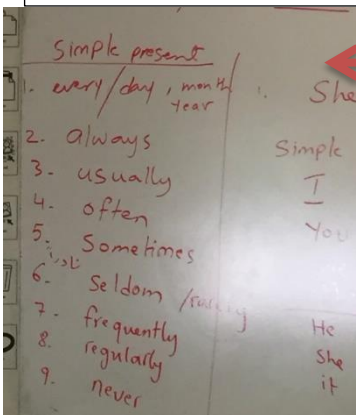 Simple present
1. every/day, month
year
2. always
3. usually
4. often
5. Sometimes
6. Seldom /
7. frequently
8. regularly
9. never
She
Simple
I
You
He
She
it